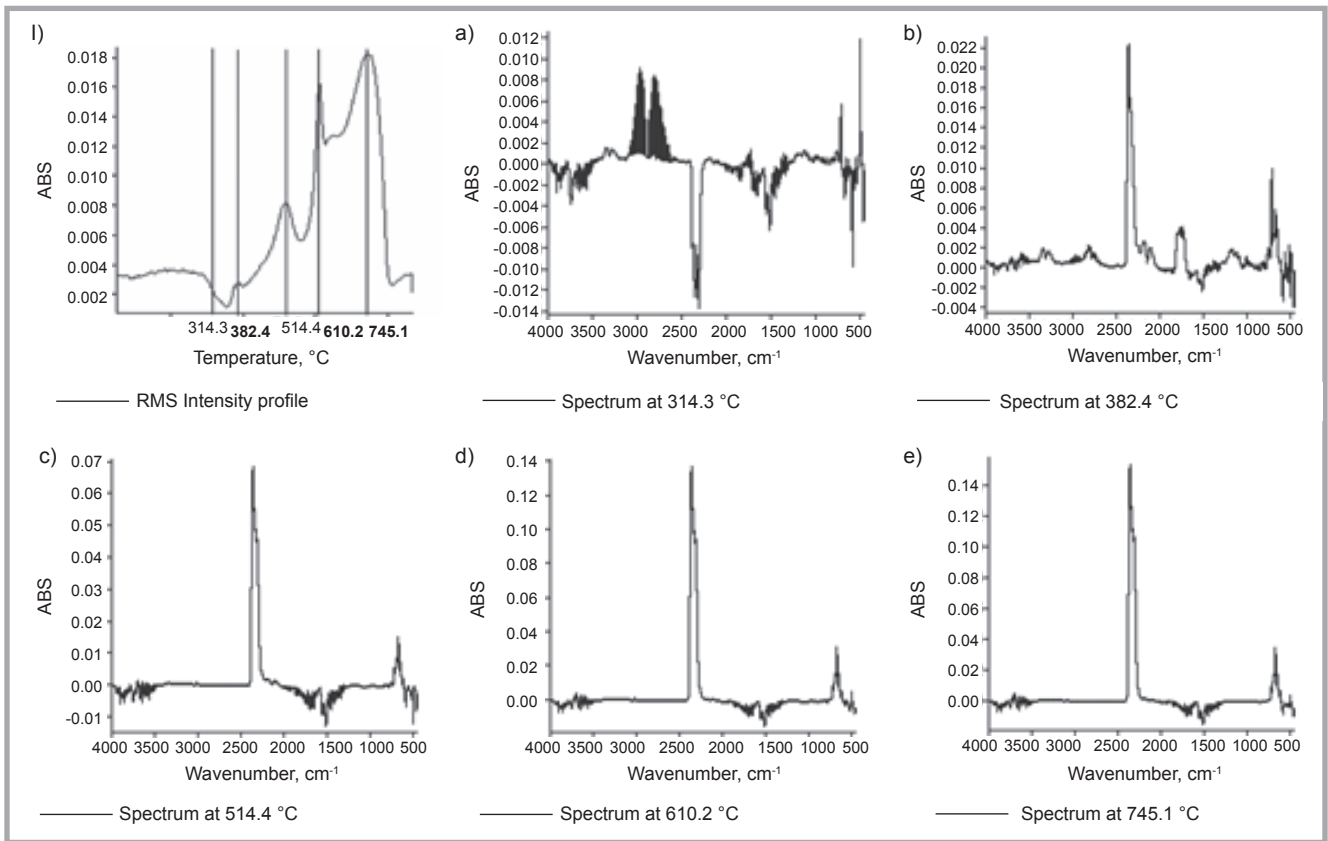 I)
ABS
0.018
0.016
0.014
0.012
0.010
0.008
0.006
0.004
0.002
314.3 382.4 514.4 610.2 745.1
Temperature, °C
RMS Intensity profile
a)
ABS
0.012
0.010
0.008
0.006
0.004
0.002
0.000
-0.002
-0.004
-0.006
-0.008
-0.010
-0.012
-0.014
4000 3500 3000 2500 2000 1500 1000 500
Wavenumber, cm-1
Spectrum at 314.3 °C
b)
ABS
0.022
0.020
0.018
0.016
0.014
0.012
0.010
0.008
0.006
0.004
0.002
0.000
-0.002
-0.004
4000 3500 3000 2500 2000 1500 1000 500
Wavenumber, cm-1
Spectrum at 382.4 °C
c)
ABS
0.07
0.06
0.05
0.04
0.03
0.02
0.01
0.00
-0.01
4000 3500 3000 2500 2000 1500 1000 500
Wavenumber, cm-1
Spectrum at 514.4 °C
d)
ABS
0.14
0.12
0.10
0.08
0.06
0.04
0.02
0.00
4000 3500 3000 2500 2000 1500 1000 500
Wavenumber, cm-1
Spectrum at 610.2 °C
e)
ABS
0.14
0.12
0.10
0.08
0.06
0.04
0.02
0.00
4000 3500 3000 2500 2000 1500 1000 500
Wavenumber, cm-1
Spectrum at 745.1 °C